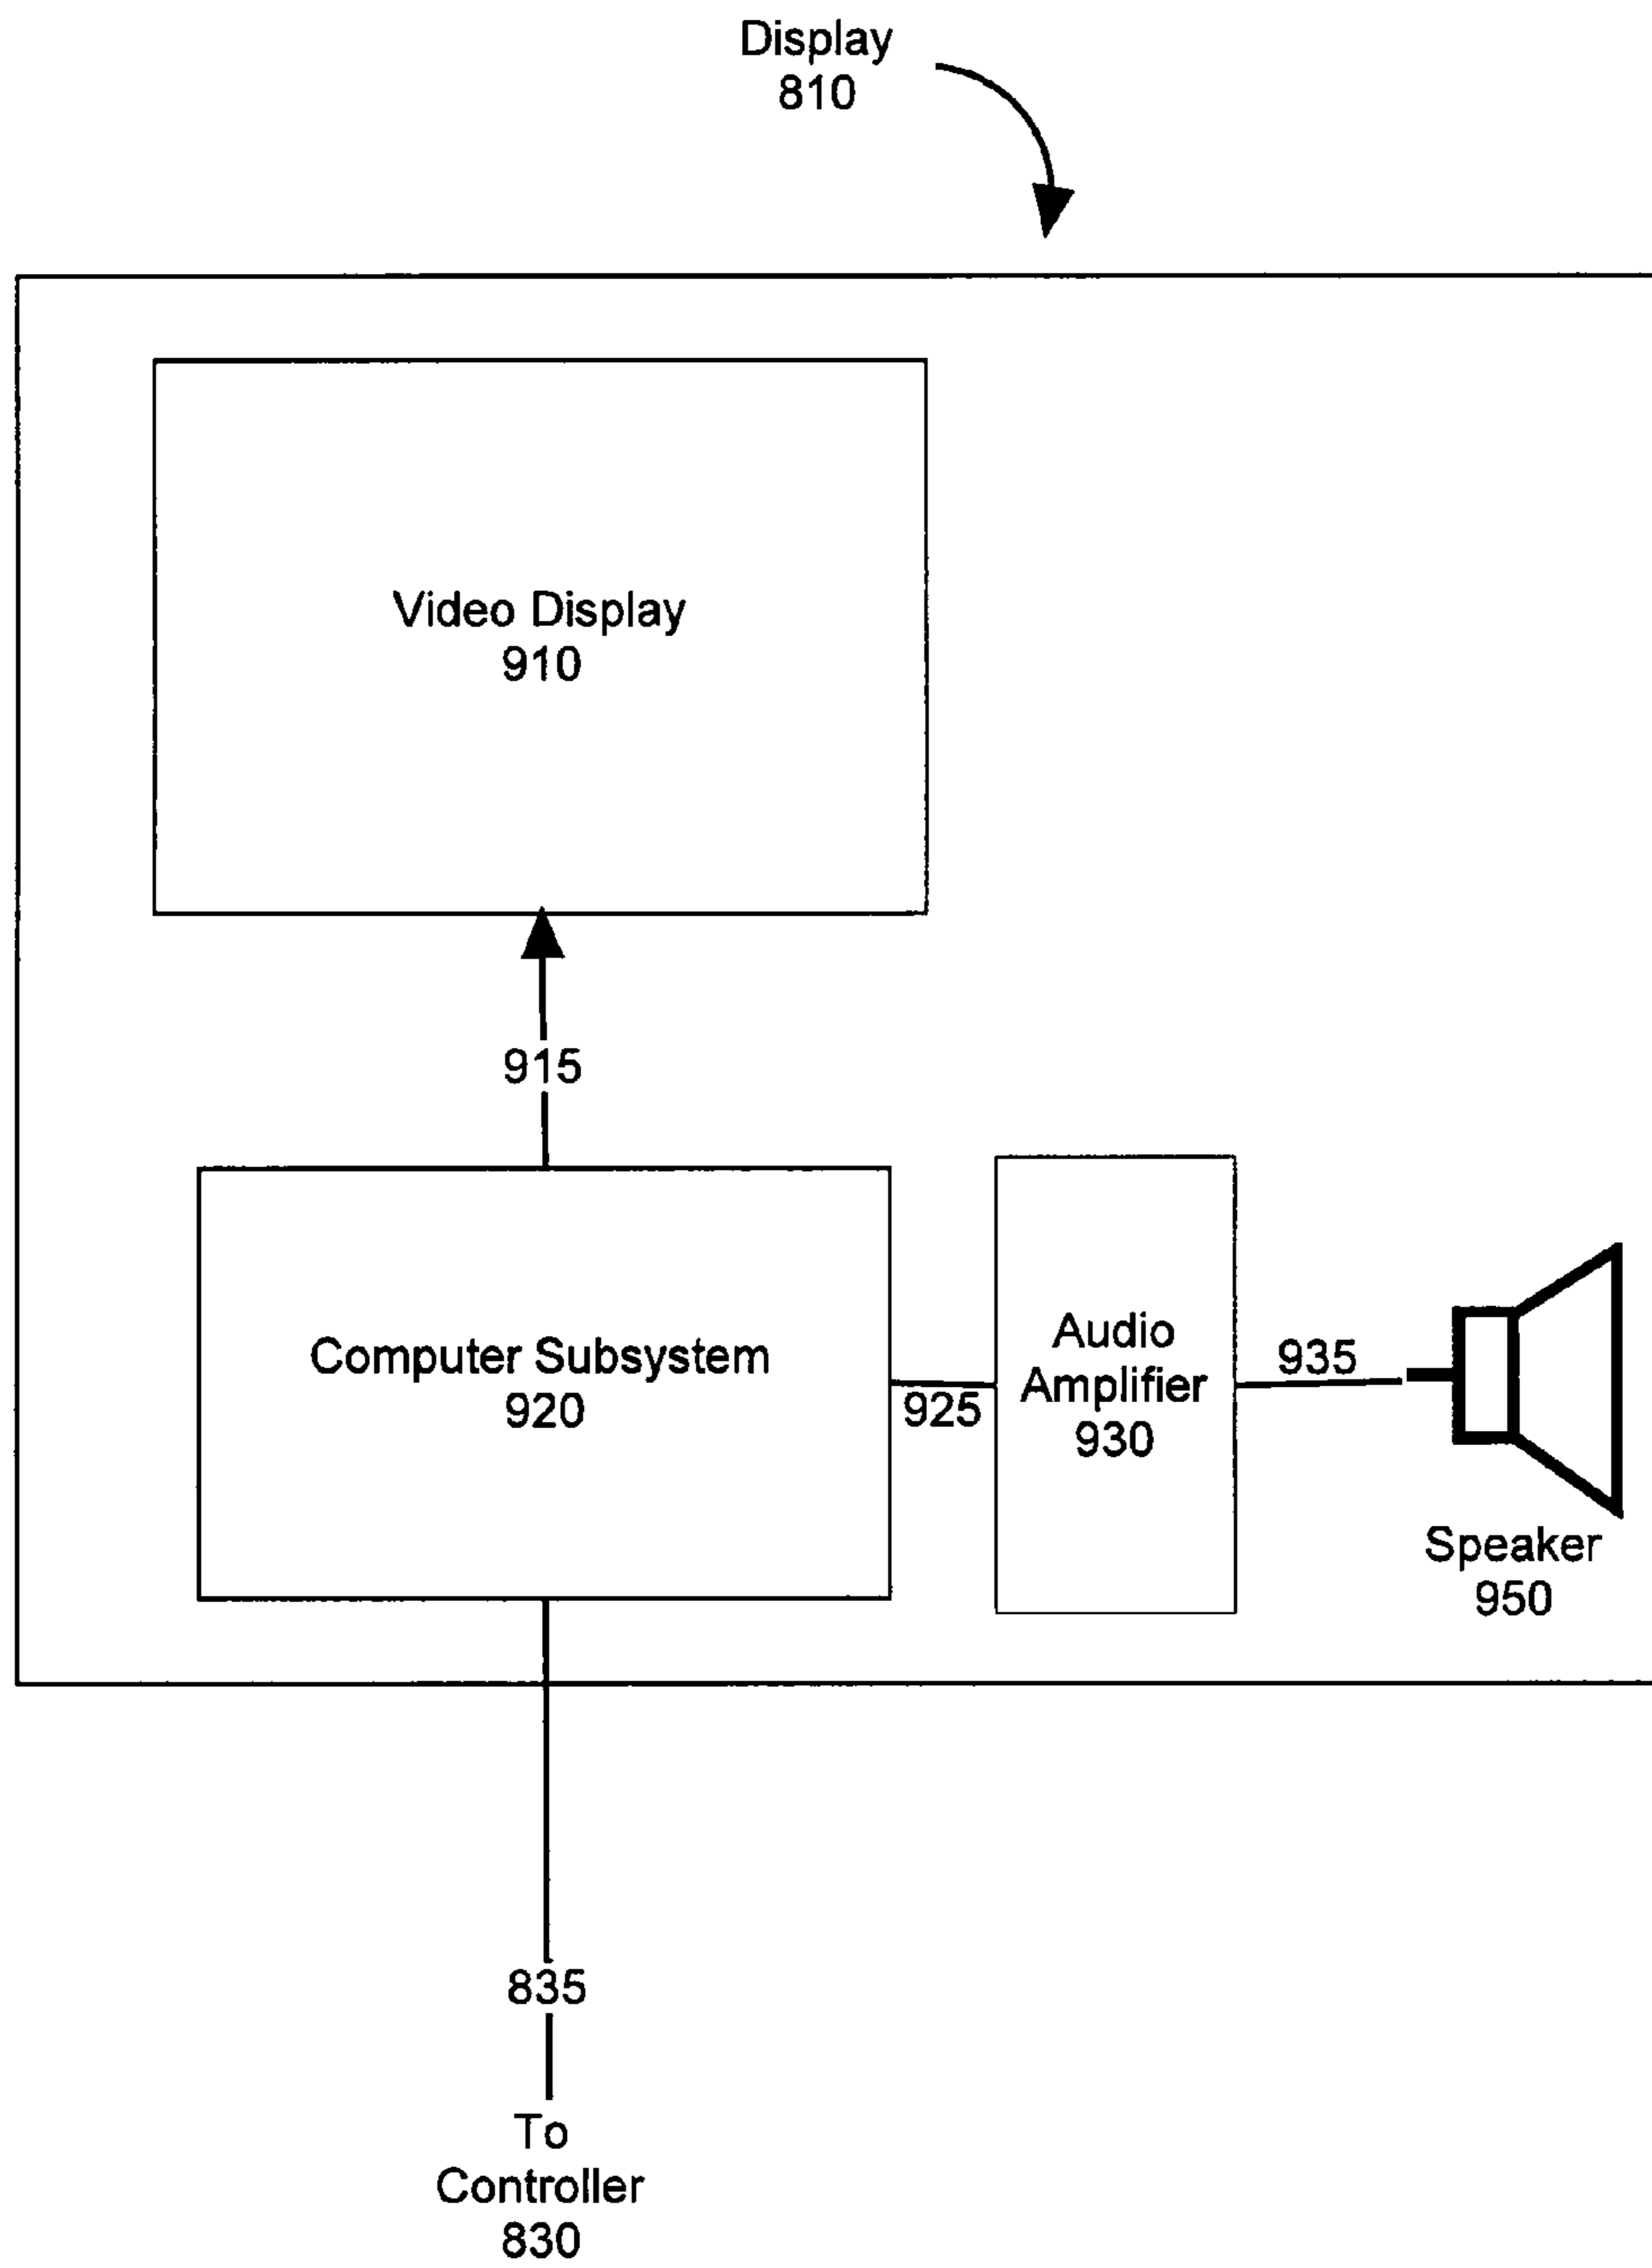 Display
810
Video Display
910
915
Computer Subsystem
920
925
Audio
Amplifier
930
935
Speaker
950
835
To
Controller
830